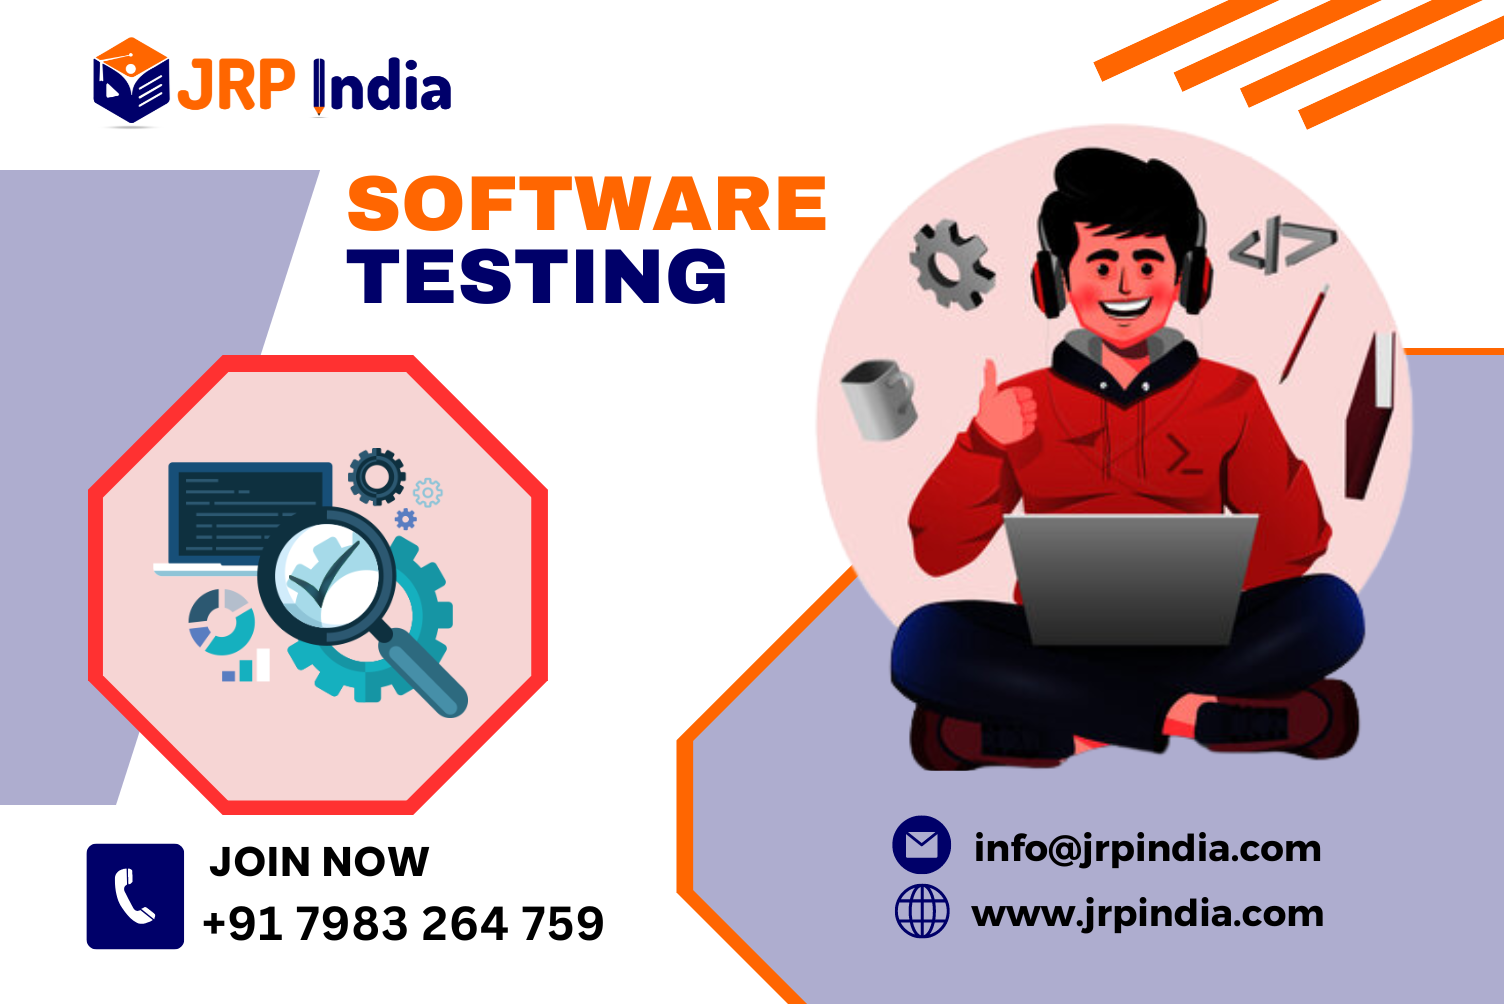 JRP India
SOFTWARE
TESTING
JOIN NOW
+91 7983 264 759
info@jrpindia.com
www.jrpindia.com